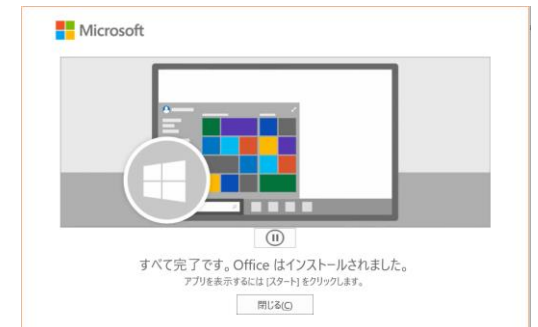 Microsoft
すべて完了です。Office はインストールされました。
アプリを表示するには [スタート] をクリックします。
閉じる(C)